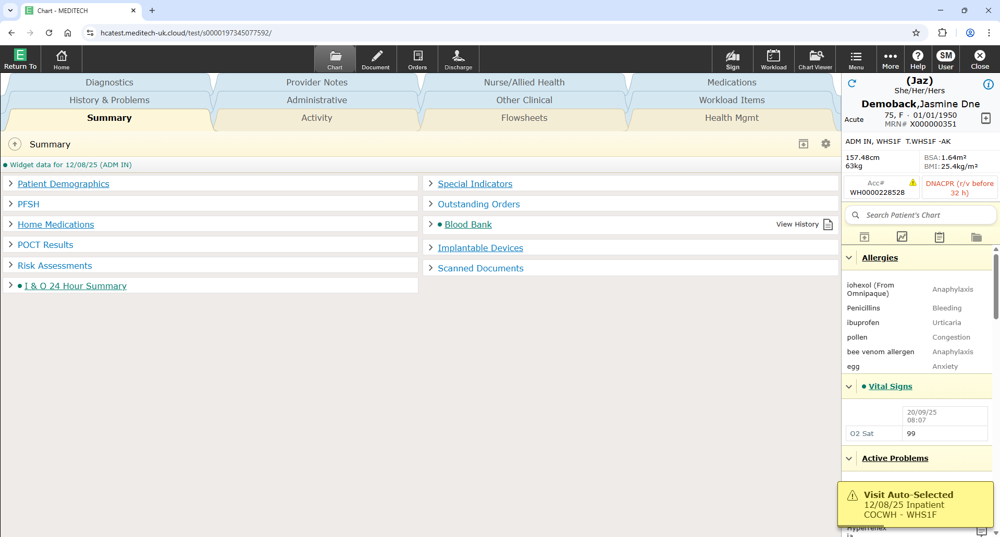 Chart - MEDITECH
hcatest.meditech-uk.cloud/test/s0000197345077592/
E
Return To
Home
Chart
Document
Orders
Discharge
Sign
Workload
Chart Viewer
Menu
More
? Help
SM User
Close
Diagnostics
Provider Notes
Nurse/Allied Health
Medications
History & Problems
Administrative
Other Clinical
Workload Items
Summary
Activity
Flowsheets
Health Mgmt
Summary
Widget data for 12/08/25 (ADM IN)
Patient Demographics
PFSH
Home Medications
POCT Results
Risk Assessments
I & O 24 Hour Summary
Special Indicators
Outstanding Orders
Blood Bank
View History
Implantable Devices
Scanned Documents
(Jaz)
She/Her/Hers
Demoback,Jasmine Dne
75, F · 01/01/1950
Acute
MRN# X000000351
ADM IN, WHS1F T.WHS1F -AK
157.48cm
63kg
BSA:1.64m²
BMI:25.4kg/m²
Acc#
WH0000228528
DNACPR (r/v before
32 h)
Search Patient's Chart
Allergies
iohexol (From
Omnipaque)
Anaphylaxis
Penicillins
Bleeding
ibuprofen
Urticaria
pollen
Congestion
bee venom allergen
Anaphylaxis
egg
Anxiety
Vital Signs
20/09/25
08:07
O2 Sat
99
Active Problems
Visit Auto-Selected
12/08/25 Inpatient
COCWH - WHS1F